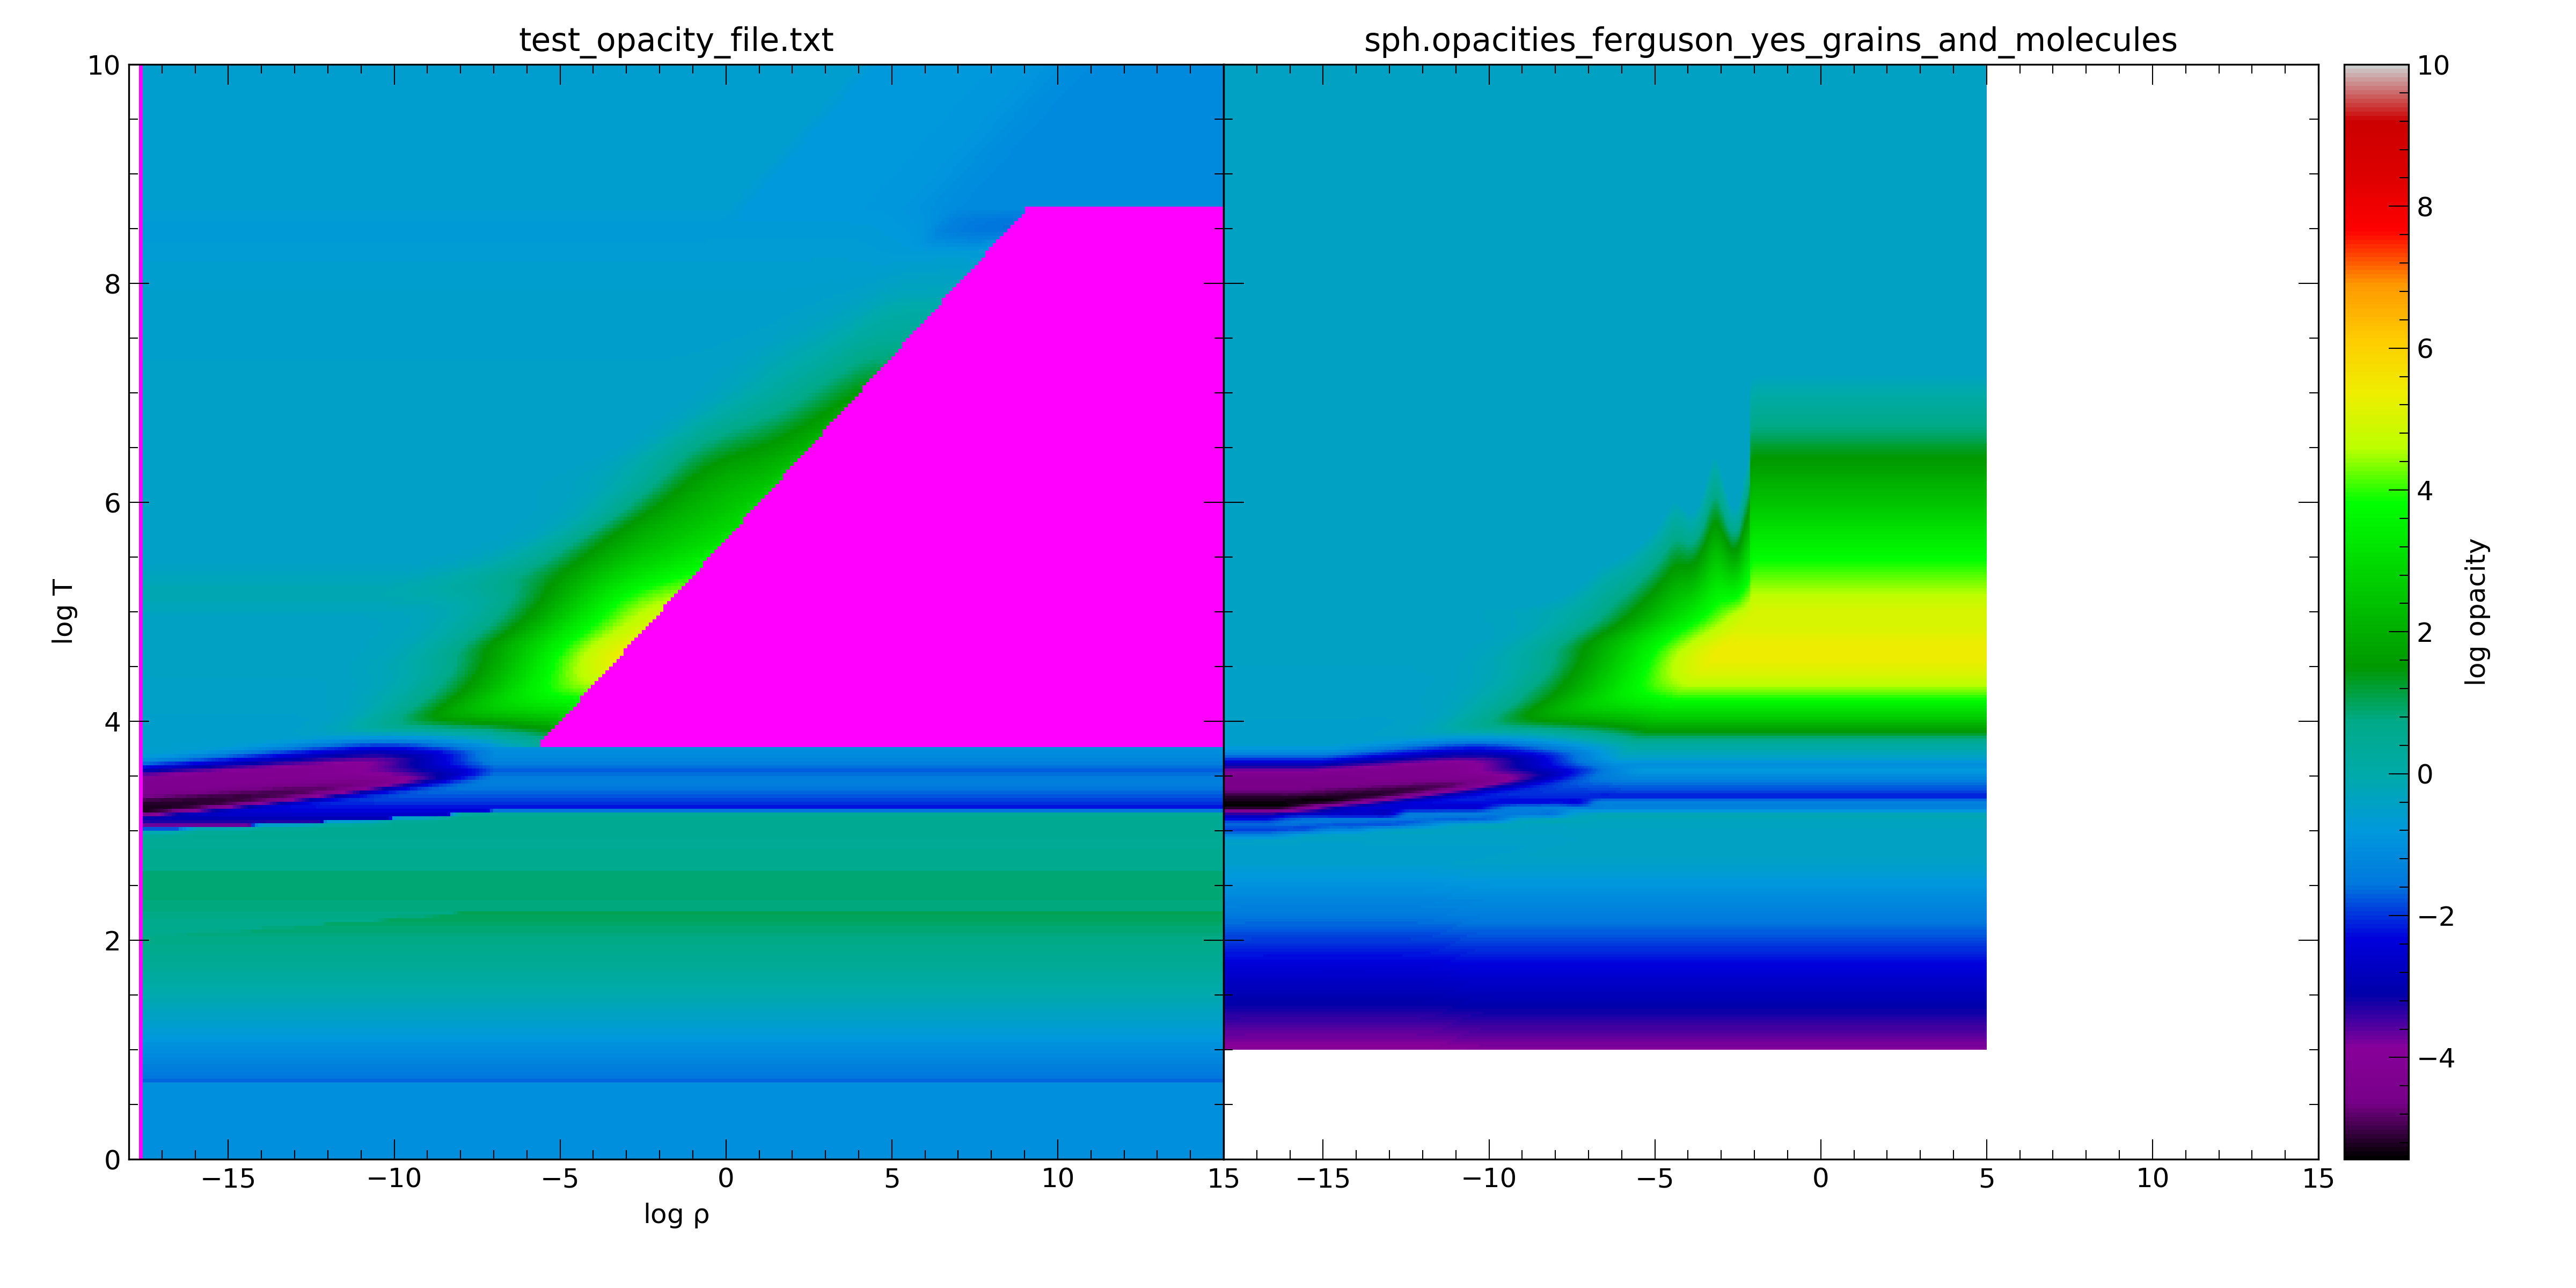 test_opacity_file.txt
sph.opacities_ferguson_yes_grains_and_molecules
10
8
6
4
2
0
log T
−15 −10 −5 0 5 10 15
log ρ
−15 −10 −5 0 5 10 15
10
8
6
4
2
0
−2
−4
log opacity